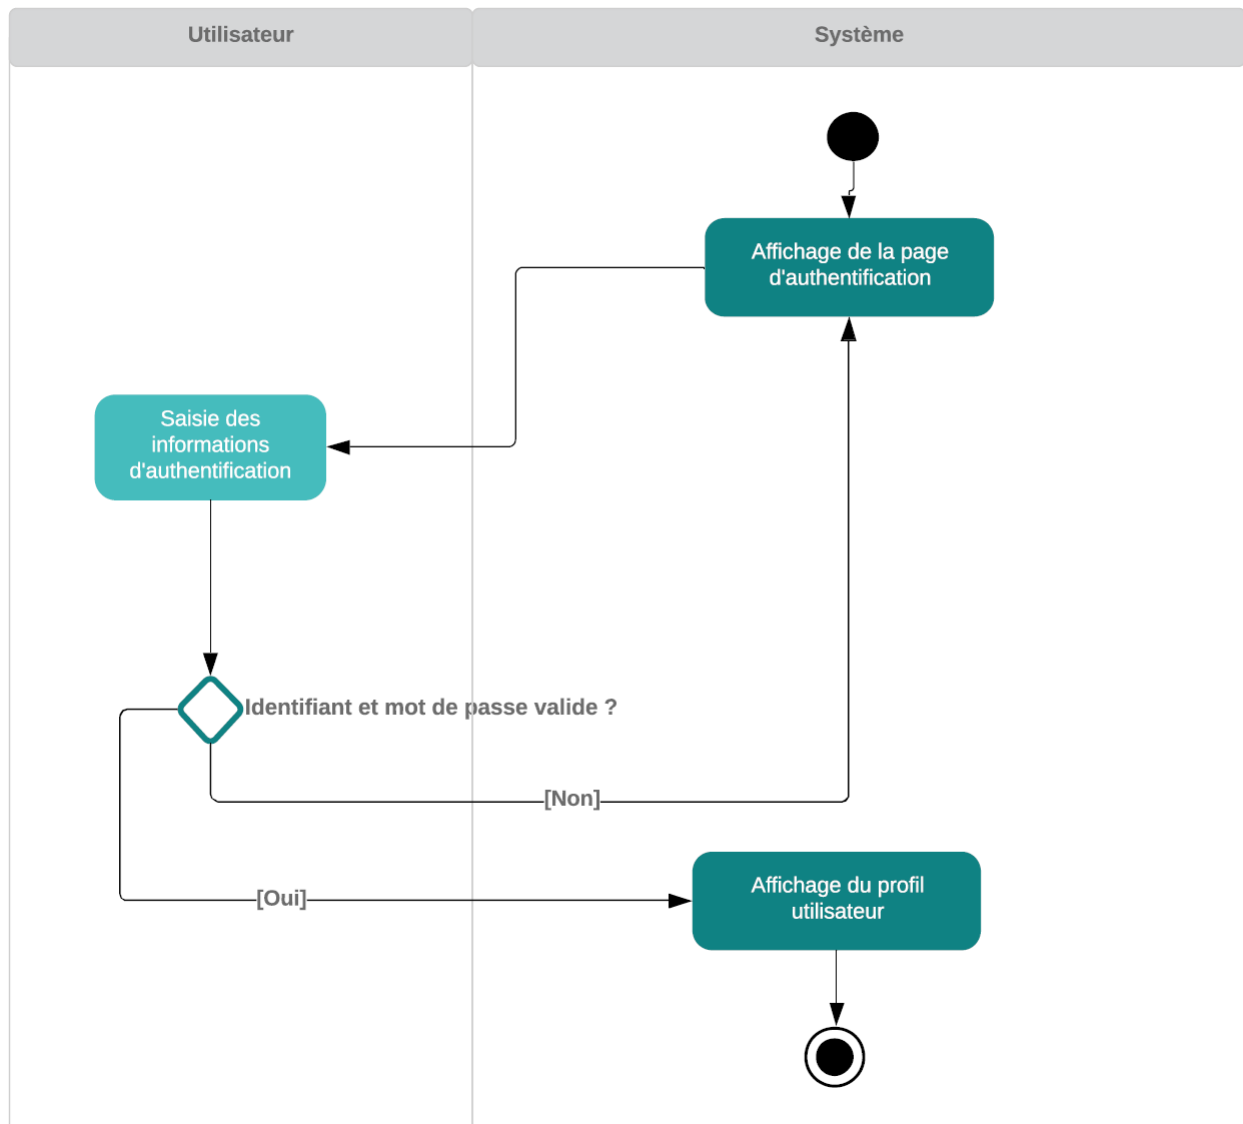 Utilisateur
Système
Affichage de la page
d'authentification
Saisie des
informations
d'authentification
Identifiant et mot de passe valide ?
[Non]
Affichage du profil
utilisateur
[Oui]